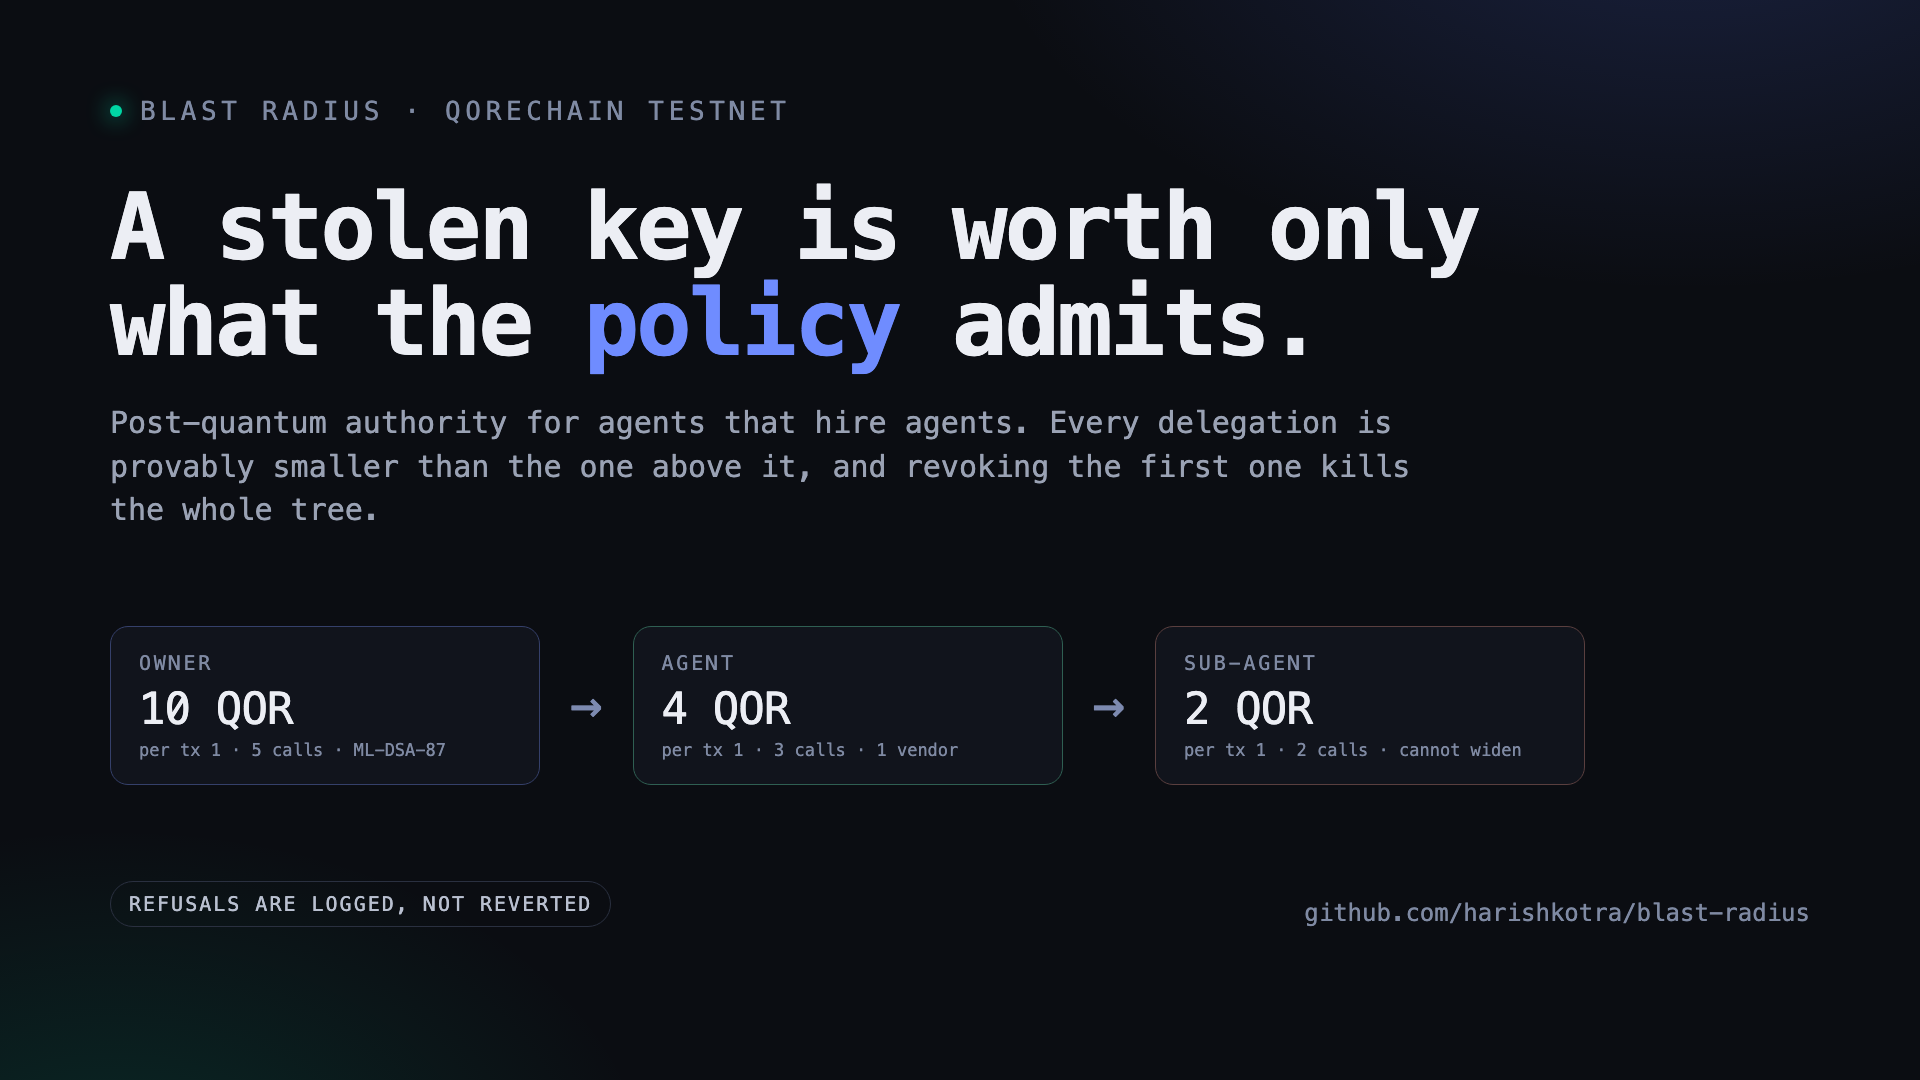 BLAST RADIUS · QORECHAIN TESTNET
A stolen key is worth only
what the policy admits.
Post-quantum authority for agents that hire agents. Every delegation is
provably smaller than the one above it, and revoking the first one kills
the whole tree.
OWNER
10 QOR
per tx 1 · 5 calls · ML-DSA-87
→
AGENT
4 QOR
per tx 1 · 3 calls · 1 vendor
→
SUB-AGENT
2 QOR
per tx 1 · 2 calls · cannot widen
REFUSALS ARE LOGGED, NOT REVERTED
github.com/harishkotra/blast-radius